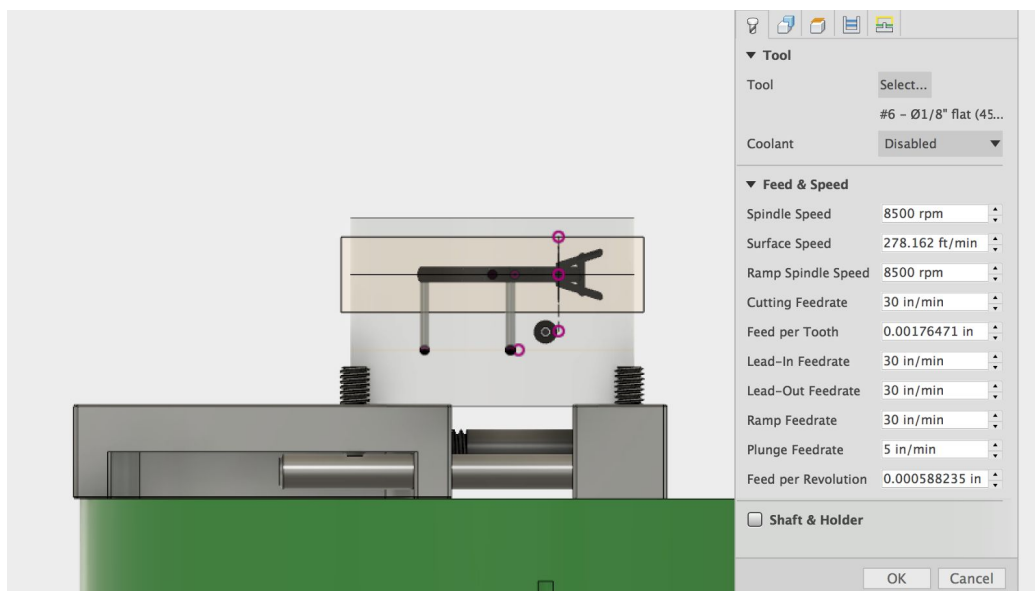 Tool
Tool Select...
#6 – Ø1/8" flat (45...
Coolant Disabled
Feed & Speed
Spindle Speed 8500 rpm
Surface Speed 278.162 ft/min
Ramp Spindle Speed 8500 rpm
Cutting Feedrate 30 in/min
Feed per Tooth 0.00176471 in
Lead-In Feedrate 30 in/min
Lead-Out Feedrate 30 in/min
Ramp Feedrate 30 in/min
Plunge Feedrate 5 in/min
Feed per Revolution 0.000588235 in
Shaft & Holder
OK Cancel